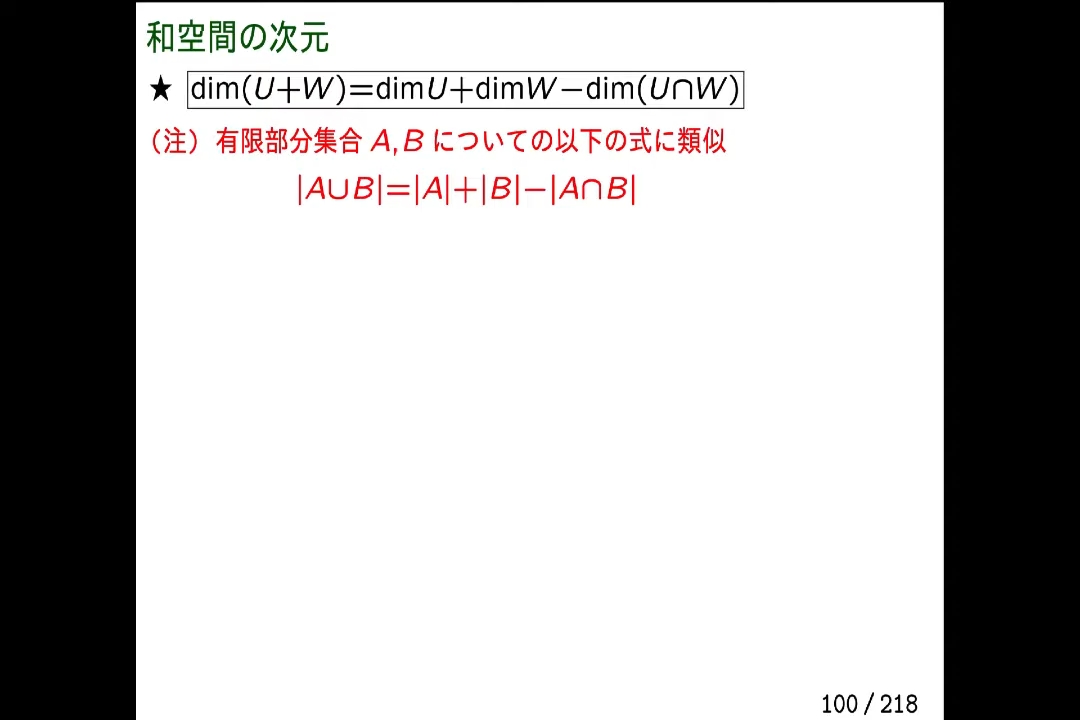 和空間の次元
★ dim(U+W)=dimU+dimW−dim(U∩W)
（注）有限部分集合 A,B についての以下の式に類似
|A∪B|=|A|+|B|−|A∩B|
100 / 218